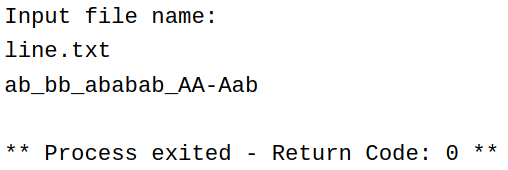 Input file name:
line.txt
ab_bb_ababab_AA-Aab
** Process exited - Return Code: 0 **